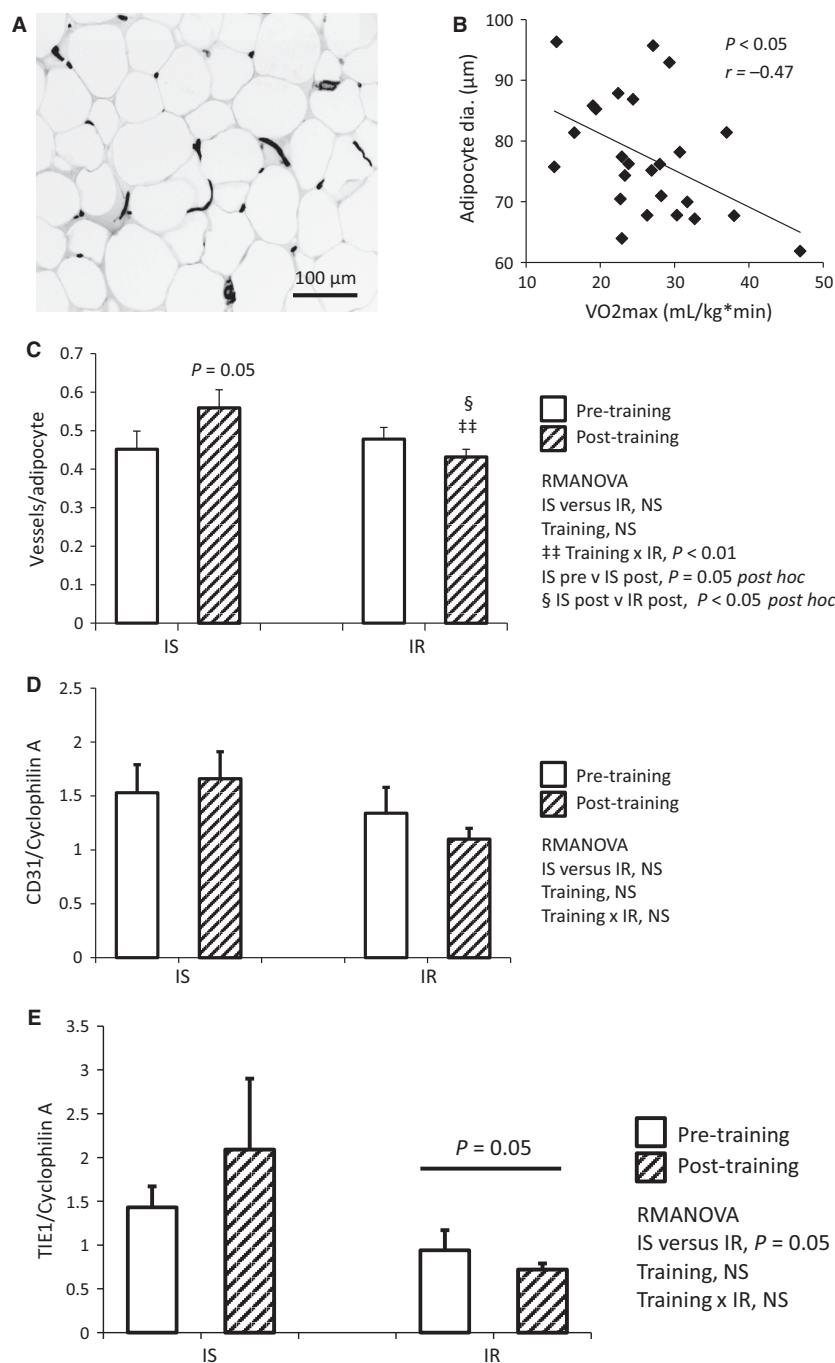 A
100 µm
B
P < 0.05
r = –0.47
Adipocyte dia. (µm)
100
90
80
70
60
10 20 30 40 50
VO2max (mL/kg*min)
C
Vessels/adipocyte
0.7
0.6
0.5
0.4
0.3
0.2
0.1
0
P = 0.05
§
‡‡
IS IR
Pre-training
Post-training
RMANOVA
IS versus IR, NS
Training, NS
‡‡ Training x IR, P < 0.01
IS pre v IS post, P = 0.05 post hoc
§ IS post v IR post, P < 0.05 post hoc
D
CD31/Cyclophilin A
2.5
2
1.5
1
0.5
0
IS IR
Pre-training
Post-training
RMANOVA
IS versus IR, NS
Training, NS
Training x IR, NS
E
TIE1/Cyclophilin A
3.5
3
2.5
2
1.5
1
0.5
0
P = 0.05
IS IR
Pre-training
Post-training
RMANOVA
IS versus IR, P = 0.05
Training, NS
Training x IR, NS